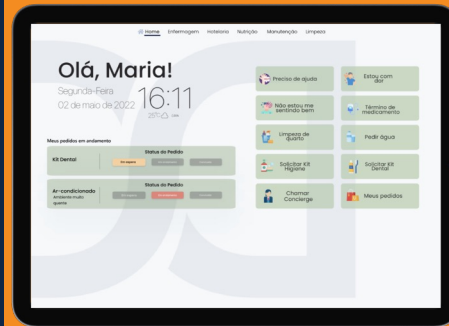 Home Enfermagem Hotelaria Nutrição Manutenção Limpeza
Olá, Maria!
Segunda-Feira
02 de maio de 2022
16:11
25°C
Meus pedidos em andamento
Kit Dental
Status do Pedido
Em espera
Ar-condicionado
Ambiente muito
quente
Status do Pedido
Preciso de ajuda
Estou com
dor
Não estou me
sentindo bem
Término de
medicamento
Limpeza de
quarto
Pedir água
Solicitar Kit
Higiene
Solicitar Kit
Dental
Chamar
Concierge
Meus pedidos